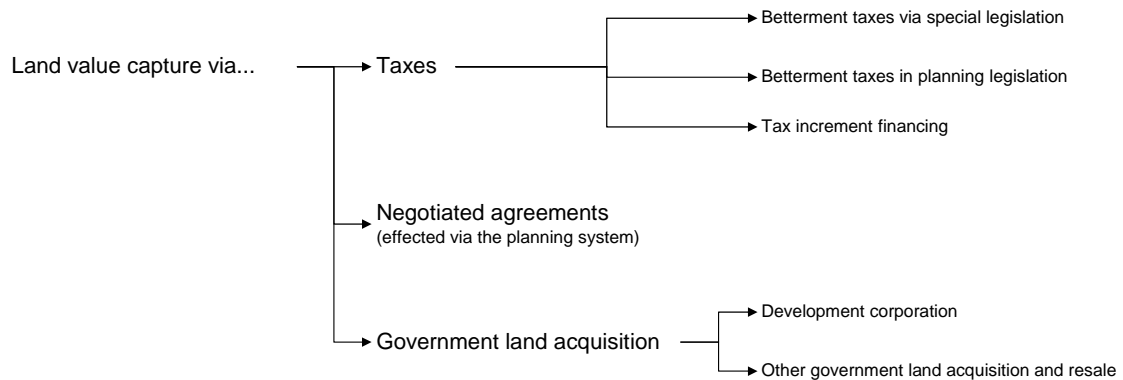 Land value capture via...
Taxes
Betterment taxes via special legislation
Betterment taxes in planning legislation
Tax increment financing
Negotiated agreements
(effected via the planning system)
Government land acquisition
Development corporation
Other government land acquisition and resale